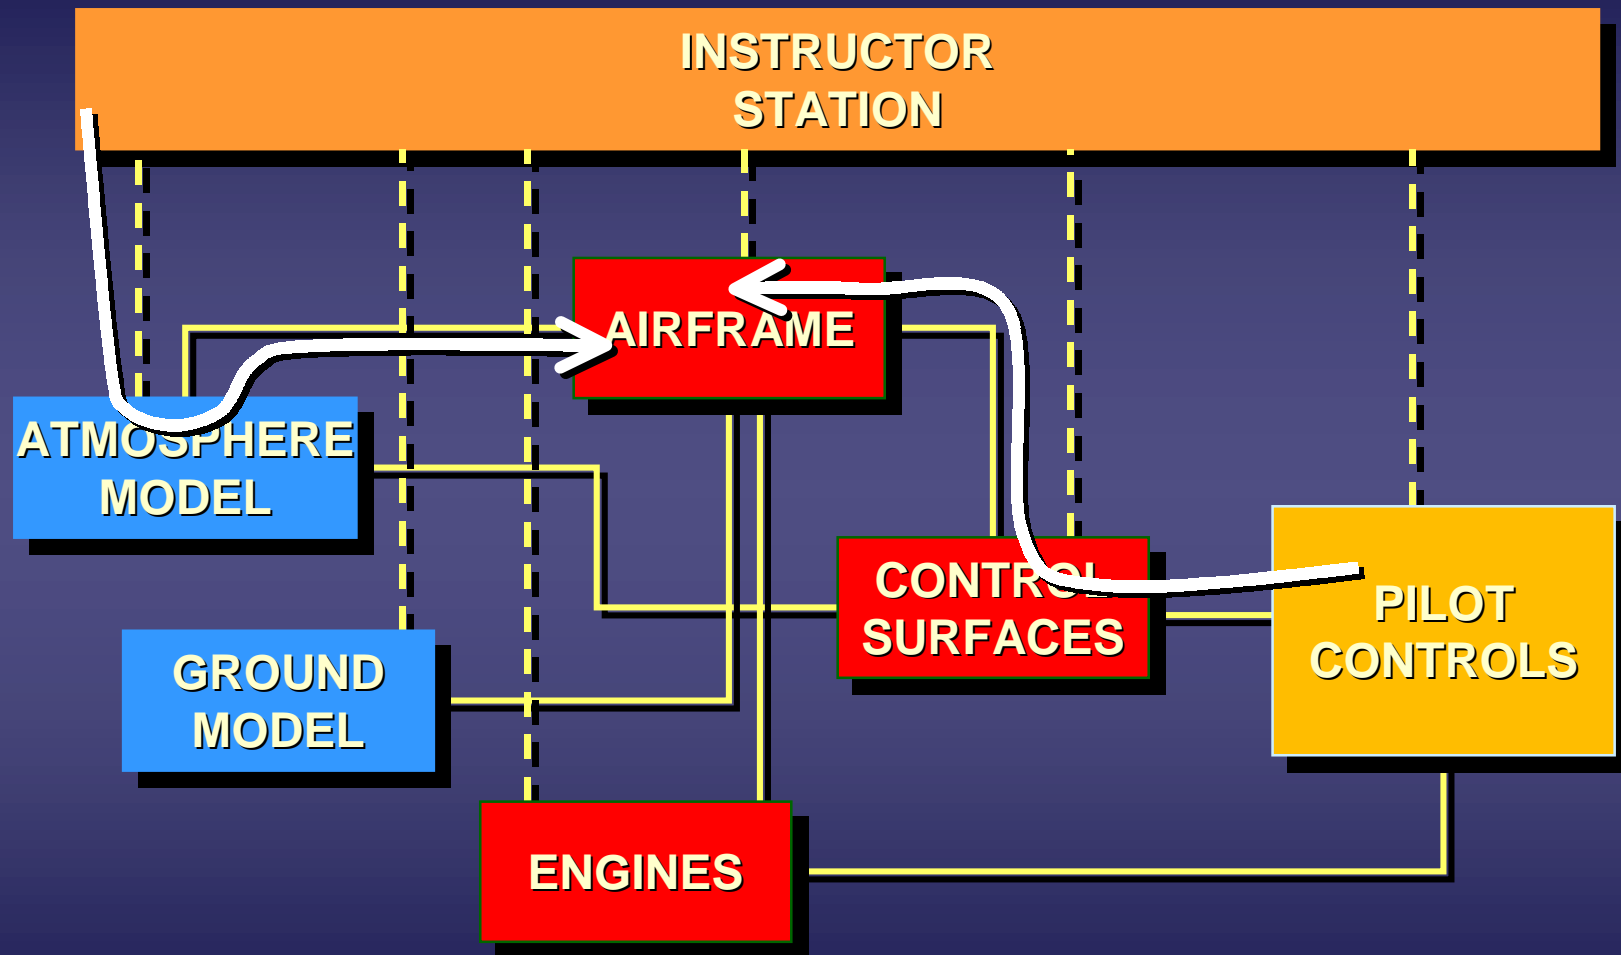 INSTRUCTOR
STATION
AIRFRAME
ATMOSPHERE
MODEL
CONTROL
SURFACES
PILOT
CONTROLS
GROUND
MODEL
ENGINES